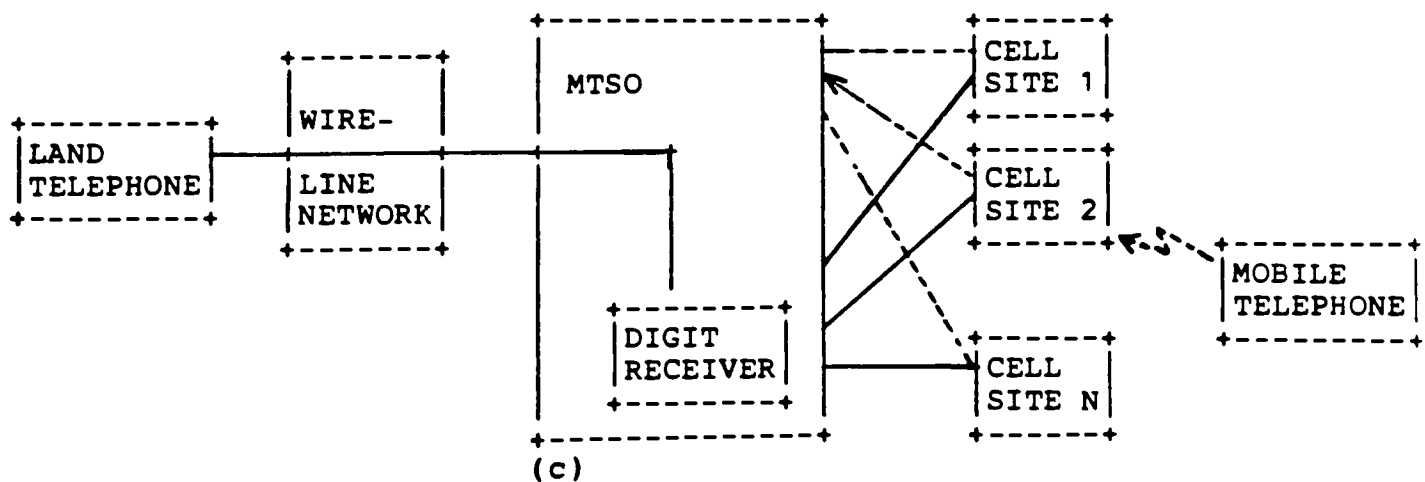 CELL
SITE 1
MTSO
WIRE-
LAND
TELEPHONE
LINE
NETWORK
CELL
SITE 2
MOBILE
TELEPHONE
DIGIT
RECEIVER
CELL
SITE N
(c)